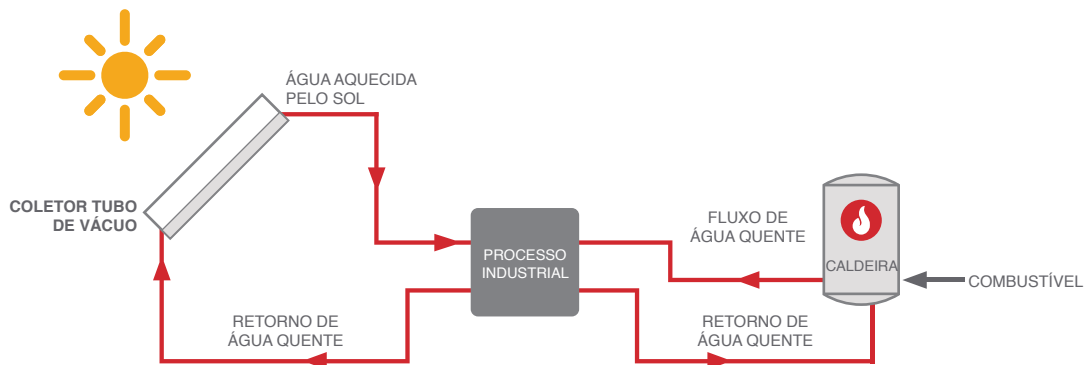 ÁGUA AQUECIDA
PELO SOL
COLETOR TUBO
DE VÁCUO
PROCESSO
INDUSTRIAL
FLUXO DE
ÁGUA QUENTE
CALDEIRA
COMBUSTÍVEL
RETORNO DE
ÁGUA QUENTE
RETORNO DE
ÁGUA QUENTE